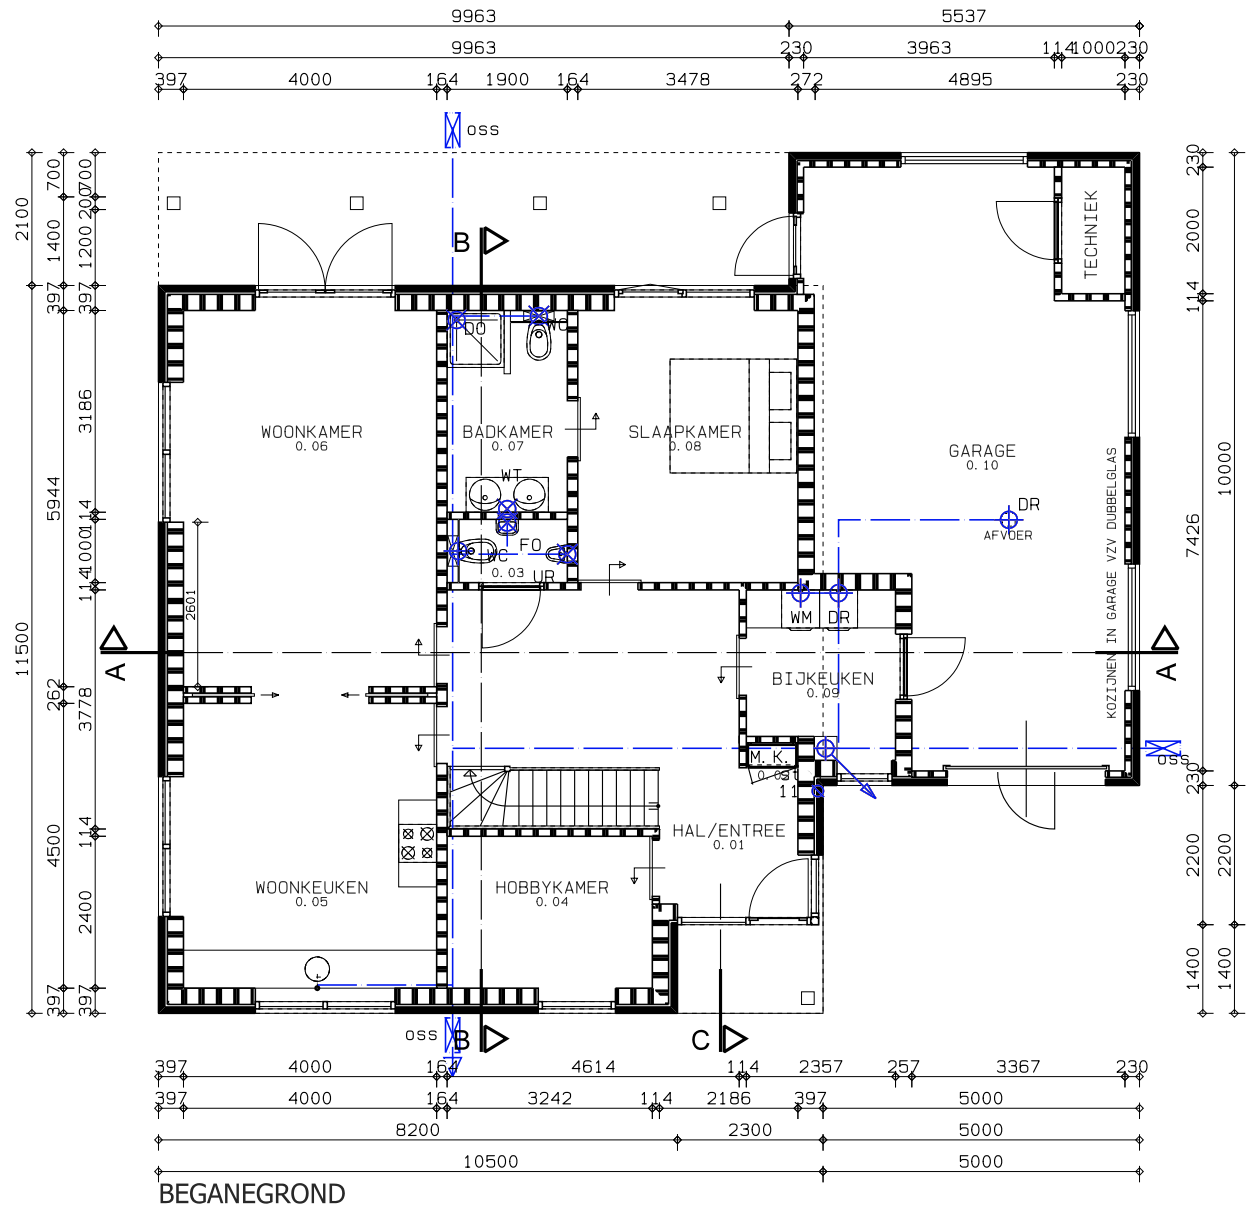 9963 5537
9963 230 3963 114 1000 230
397 4000 164 1900 164 3478 272 4895 230
OSS
700
700
230
2100
200
1400
1200
2000
TECHNIEK
B
397
397
114
DO
WC
3186
WOONKAMER
0.06
BADKAMER
0.07
SLAAPKAMER
0.08
GARAGE
0.10
WT
5944
10000
DR
AFVOER
114
7426
KOZIJNEN IN GARAGE VZV DUBBELGLAS
1000
WC
FO
0.03
UR
114
2601
WM
DR
11500
A
A
BIJKEUKEN
0.09
262
3778
M.K.
OSS
230
HAL/ENTREE
0.01
4500
114
2200
2200
WOONKEUKEN
0.05
HOBBYKAMER
0.04
2400
1400
1400
397
397
OSS
B
C
397 4000 164 4614 114 2357 257 3367 230
397 4000 164 3242 114 2186 397 5000
8200 2300 5000
10500 5000
BEGANEGROND